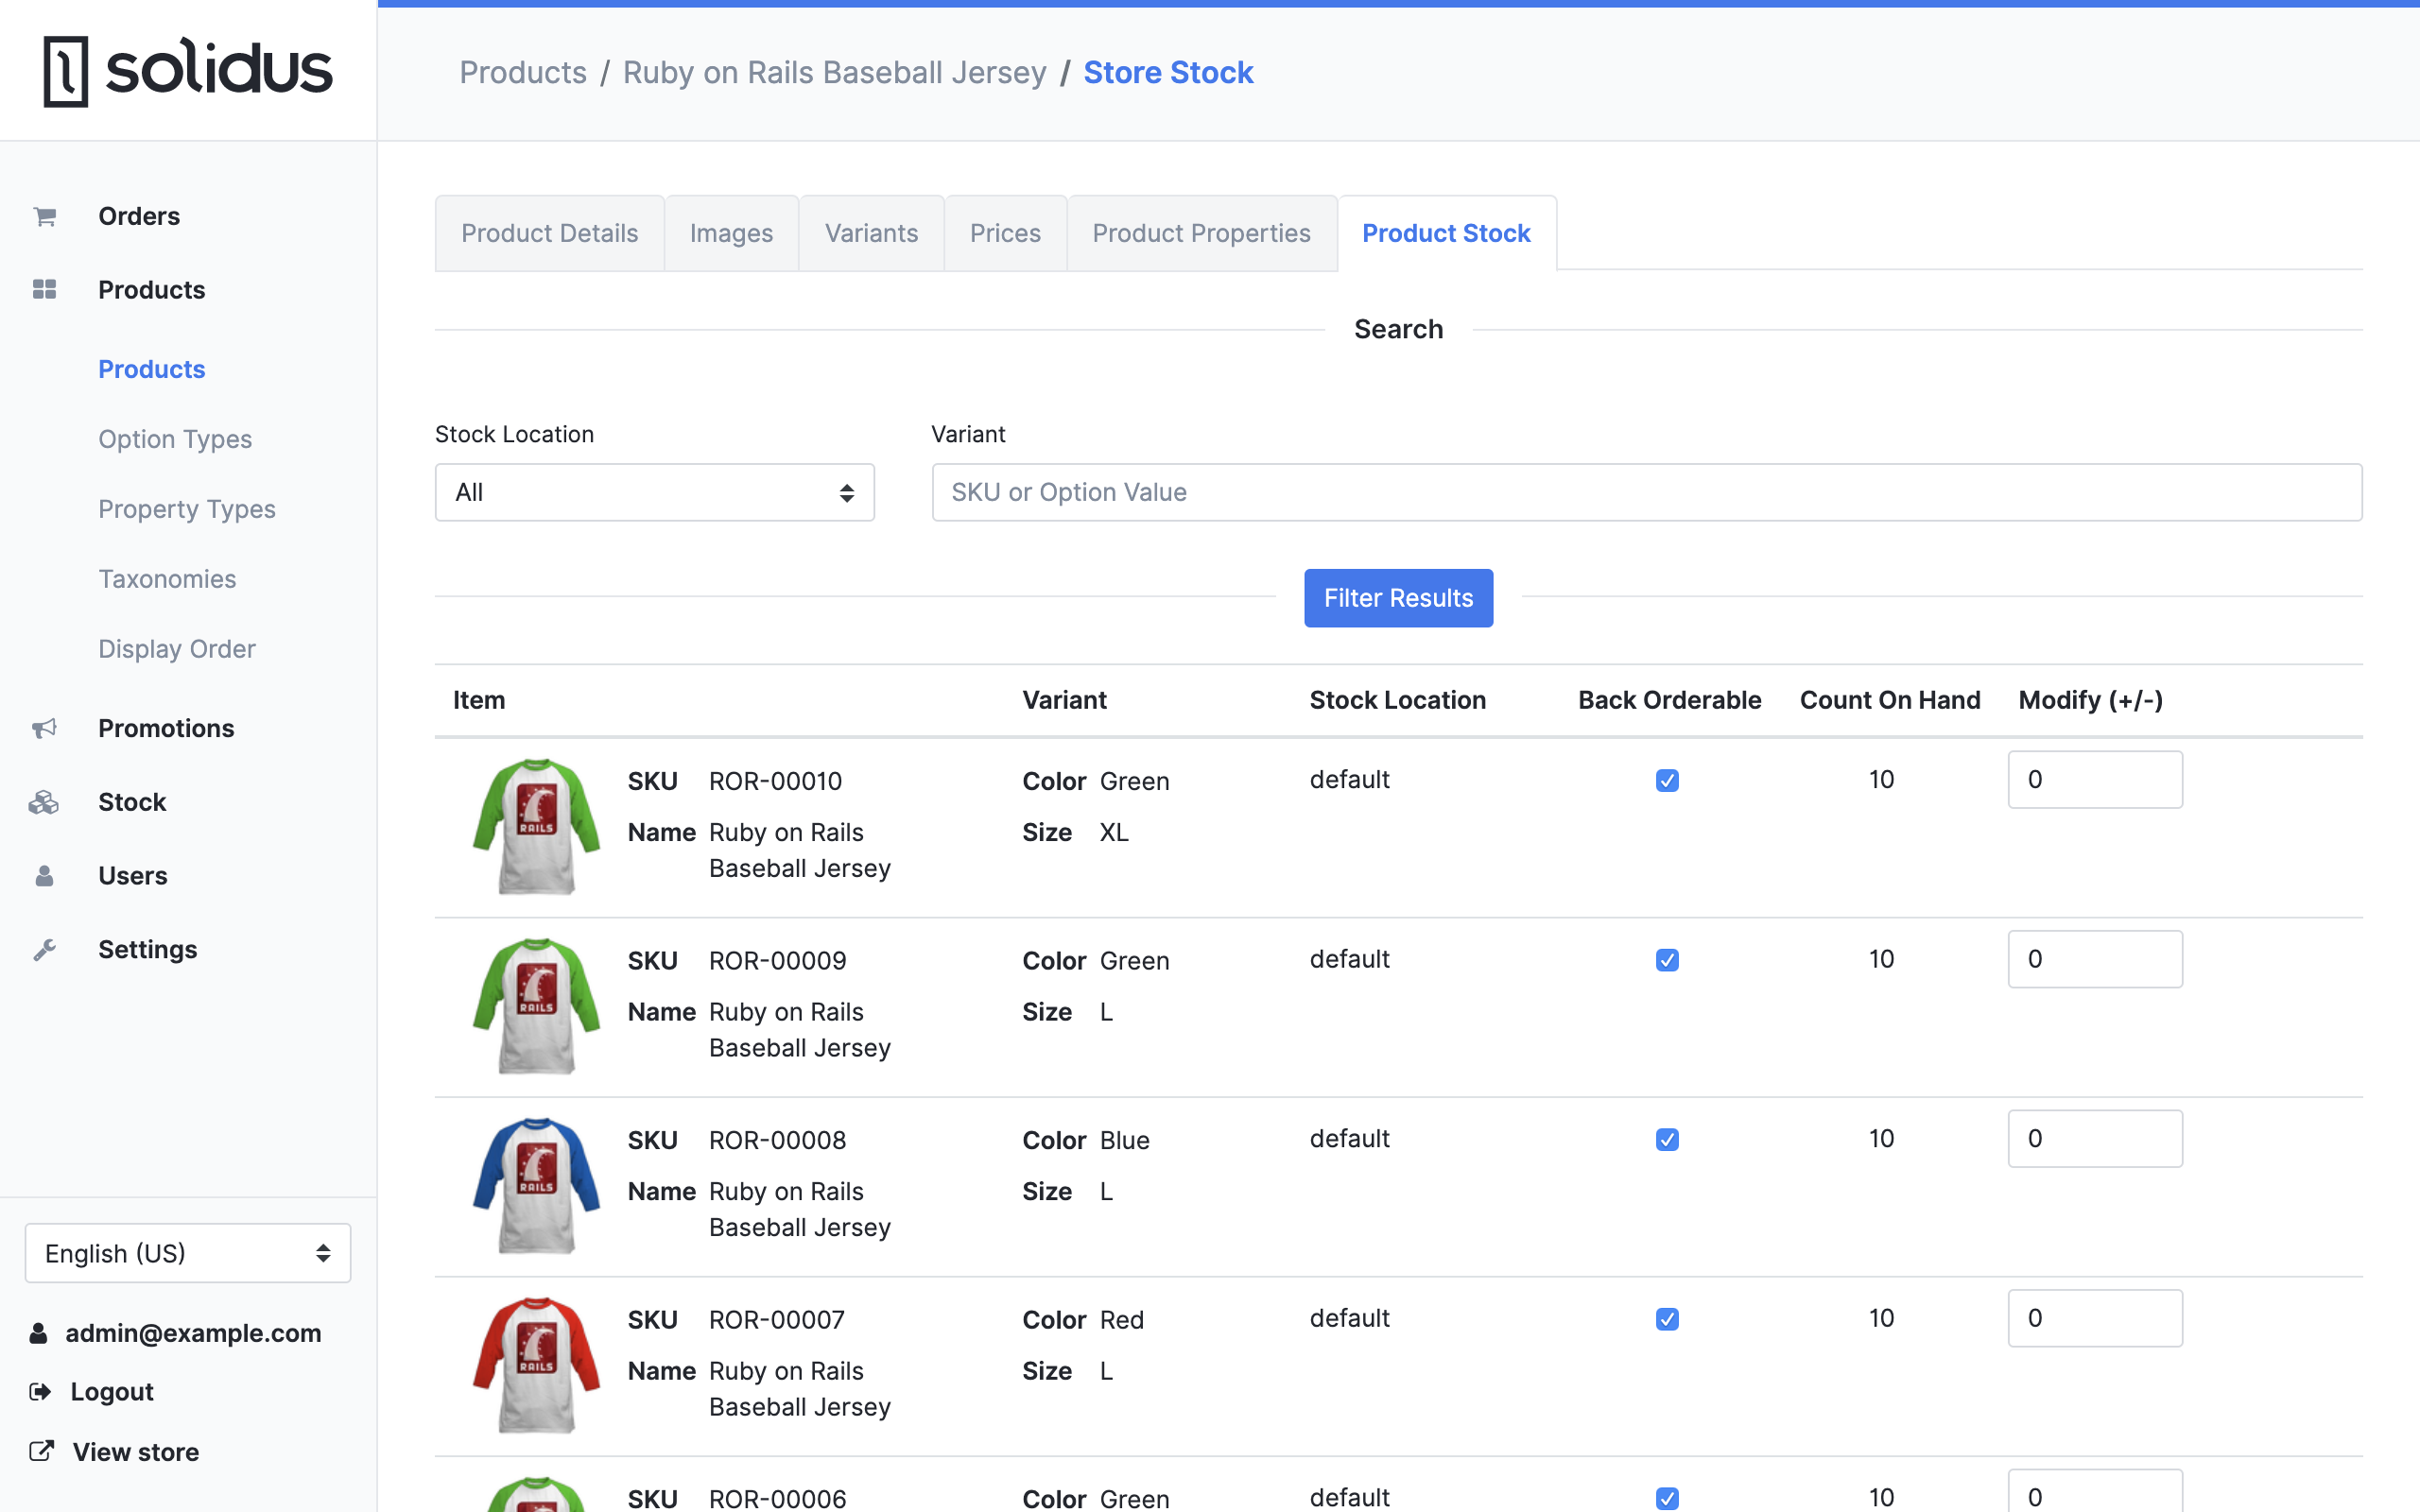 solidus
Products / Ruby on Rails Baseball Jersey / Store Stock
Orders
Products
Products
Option Types
Property Types
Taxonomies
Display Order
Promotions
Stock
Users
Settings
English (US)
admin@example.com
Logout
View store
Product Details Images Variants Prices Product Properties Product Stock
Search
Stock Location Variant
All SKU or Option Value
Filter Results
Item Variant Stock Location Back Orderable Count On Hand Modify (+/-)
RAILS
SKU ROR-00010 Color Green default 10 0
Name Ruby on Rails Size XL
Baseball Jersey
RAILS
SKU ROR-00009 Color Green default 10 0
Name Ruby on Rails Size L
Baseball Jersey
RAILS
SKU ROR-00008 Color Blue default 10 0
Name Ruby on Rails Size L
Baseball Jersey
RAILS
SKU ROR-00007 Color Red default 10 0
Name Ruby on Rails Size L
Baseball Jersey
SKU ROR-00006 Color Green default 10 0